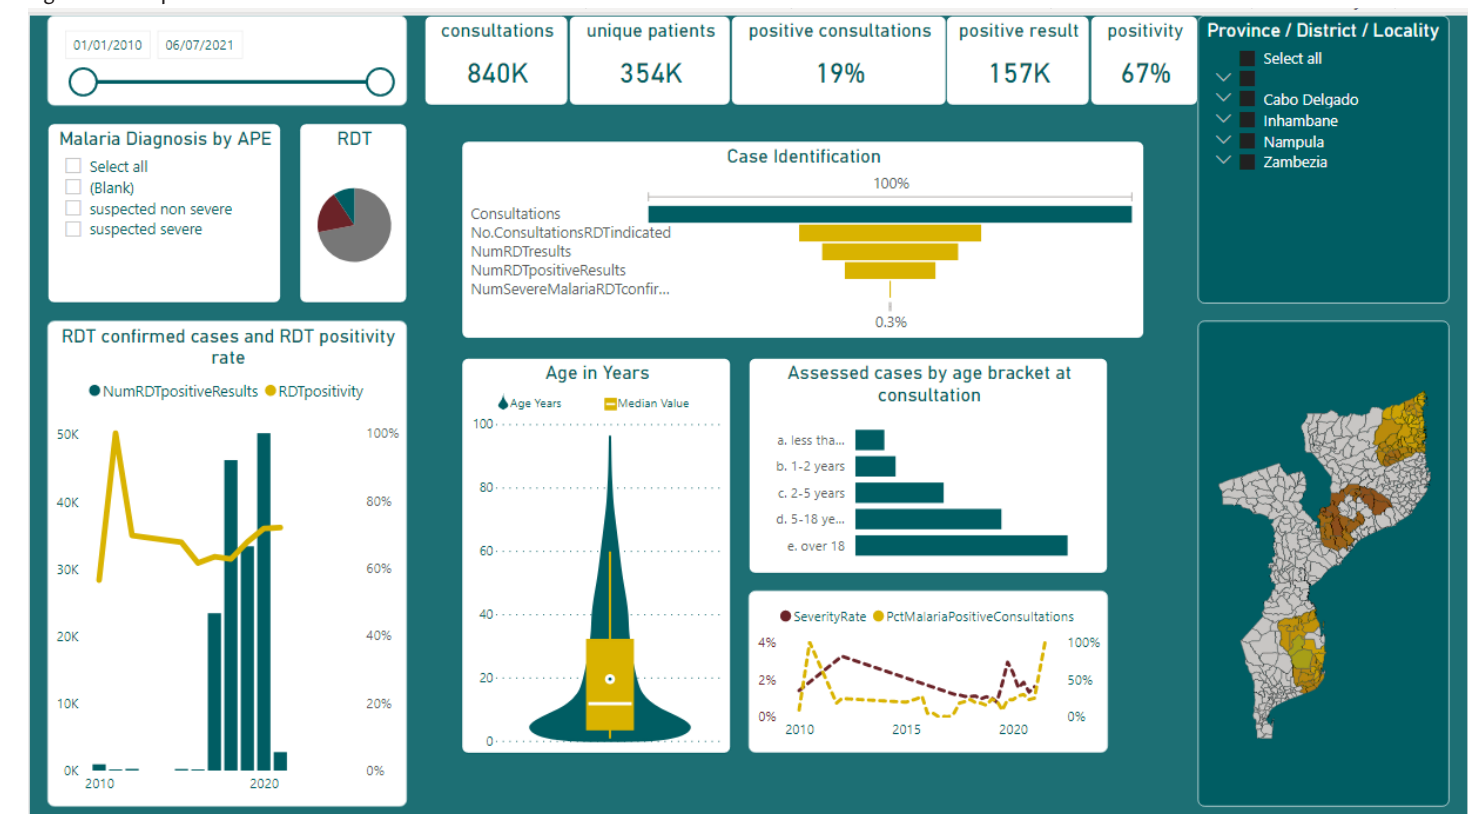 01/01/2010 06/07/2021
consultations
840K
unique patients
354K
positive consultations
19%
positive result
157K
positivity
67%
Province / District / Locality
Select all
Cabo Delgado
Inhambane
Nampula
Zambezia
Malaria Diagnosis by APE
Select all
(Blank)
suspected non severe
suspected severe
RDT
Case Identification
100%
Consultations
No.ConsultationsRDTindicated
NumRDTresults
NumRDTpositiveResults
NumSevereMalariaRDTconfir...
0.3%
RDT confirmed cases and RDT positivity
rate
NumRDTpositiveResults RDTpositivity
50K 100%
40K 80%
30K 60%
20K 40%
10K 20%
0K 0%
2010 2020
Age in Years
Age Years Median Value
100
80
60
40
20
0
Assessed cases by age bracket at
consultation
a. less tha...
b. 1-2 years
c. 2-5 years
d. 5-18 ye...
e. over 18
SeverityRate PctMalariaPositiveConsultations
4% 100%
2% 50%
0% 0%
2010 2015 2020